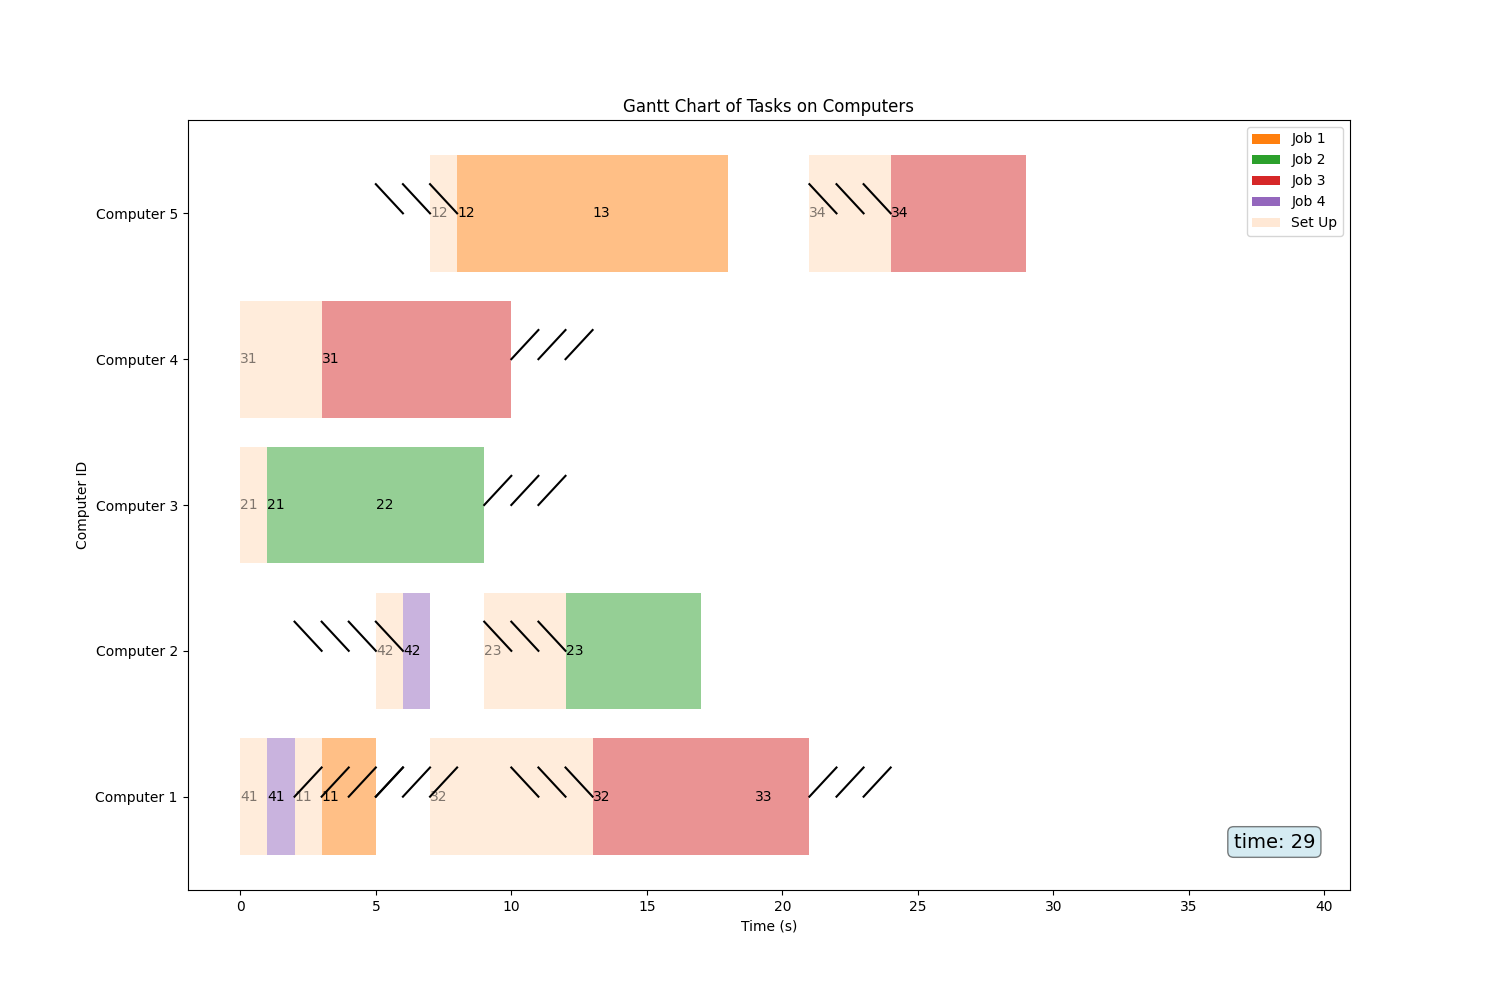 Gantt Chart of Tasks on Computers
Job 1
Job 2
Job 3
Job 4
Set Up
Computer 5
12 12 13 34 34
Computer 4
31 31
Computer 3
21 21 22
Computer 2
42 42 23 23
Computer 1
41 41 11 11 32 32 33
time: 29
Computer ID
0 5 10 15 20 25 30 35 40
Time (s)